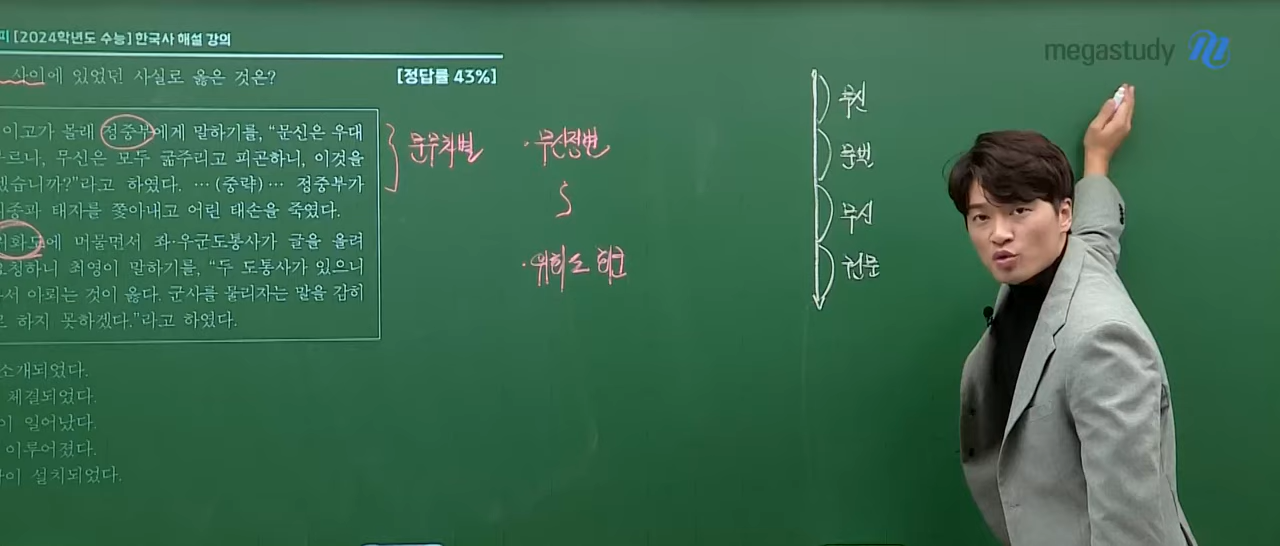 피 [2024학년도 수능] 한국사 해설 강의
사이에 있었던 사실로 옳은 것은?
[정답률 43%]
이고가 몰래 정중부에게 말하기를, “문신은 우대
부르니, 무신은 모두 굶주리고 피곤하니, 이것을
겠습니까?”라고 하였다. …(중략)… 정중부가
의종과 태자를 쫓아내고 어린 태손을 죽였다.
위화도에 머물면서 좌·우군도통사가 글을 올려
요청하니 최영이 말하기를, “두 도통사가 있으니
와서 아뢰는 것이 옳다. 군사를 물리자는 말을 감히
로 하지 못하겠다.”라고 하였다.
소개되었다.
체결되었다.
이 일어났다.
이루어졌다.
이 설치되었다.
문무차별
· 무신정변
· 위화도 회군
문벌
무신
megastudy